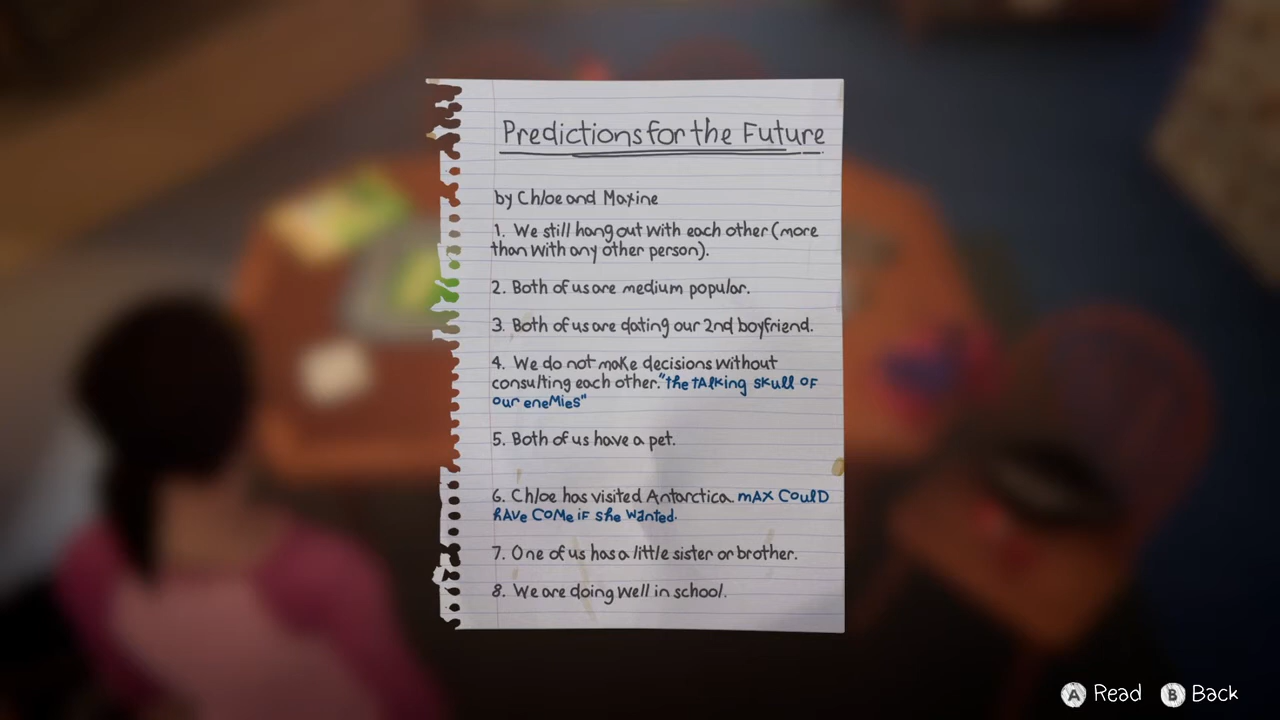 Predictions for the Future
by Chloe and Maxine
1. We still hang out with each other (more
than with any other person).
2. Both of us are medium popular.
3. Both of us are dating our 2nd boyfriend.
4. We do not make decisions without
consulting each other. "the tAlking skull oF
our eneMies"
5. Both of us have a pet.
6. Chloe has visited Antarctica. mAX CoulD
hAve CoMe iF she wanted.
7. One of us has a little sister or brother.
8. We are doing well in school.
A Read B Back